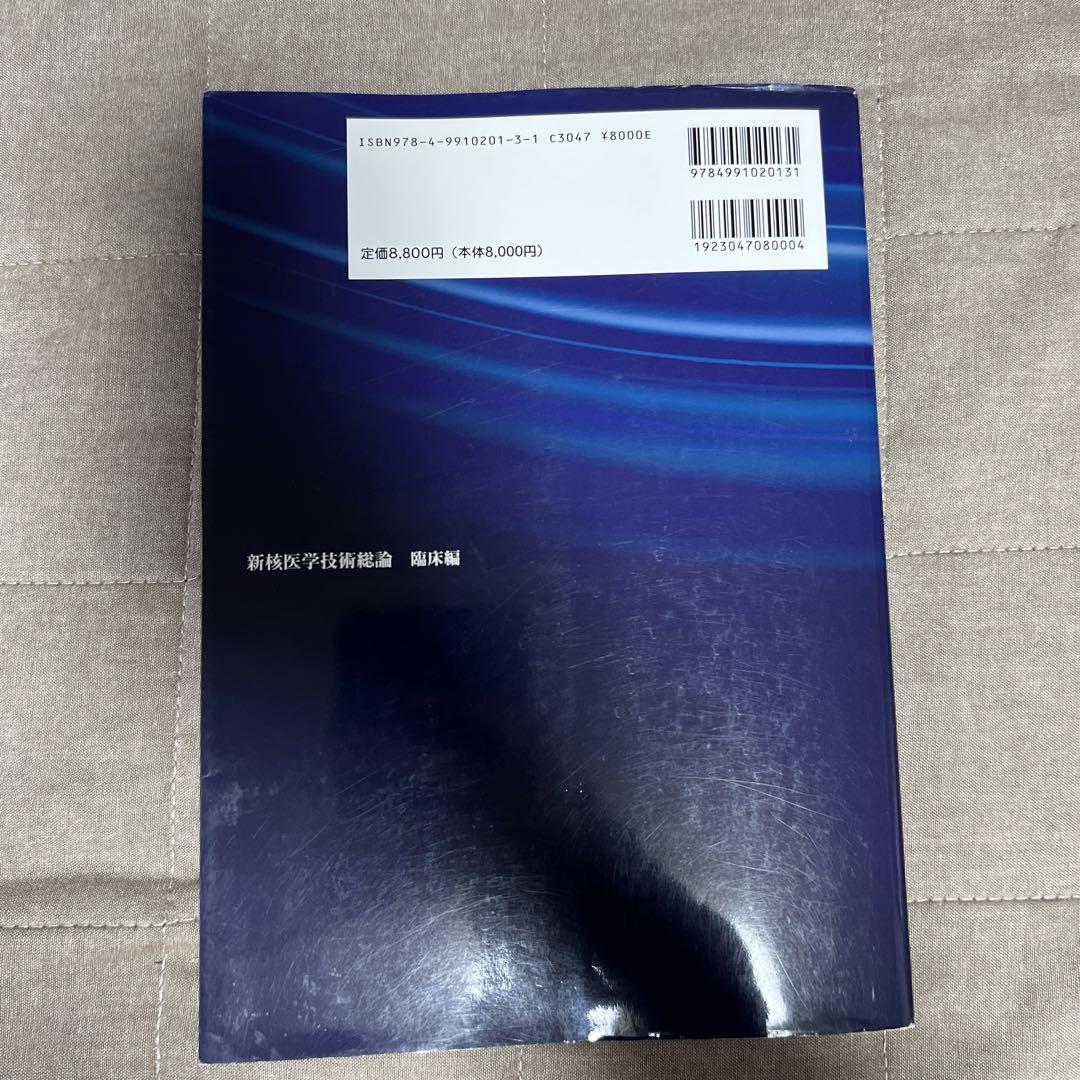 ISBN978-4-9910201-3-1 C3047 ¥8000E
9784991020131
1923047080004
定価8,800円（本体8,000円）
新核医学技術総論　臨床編